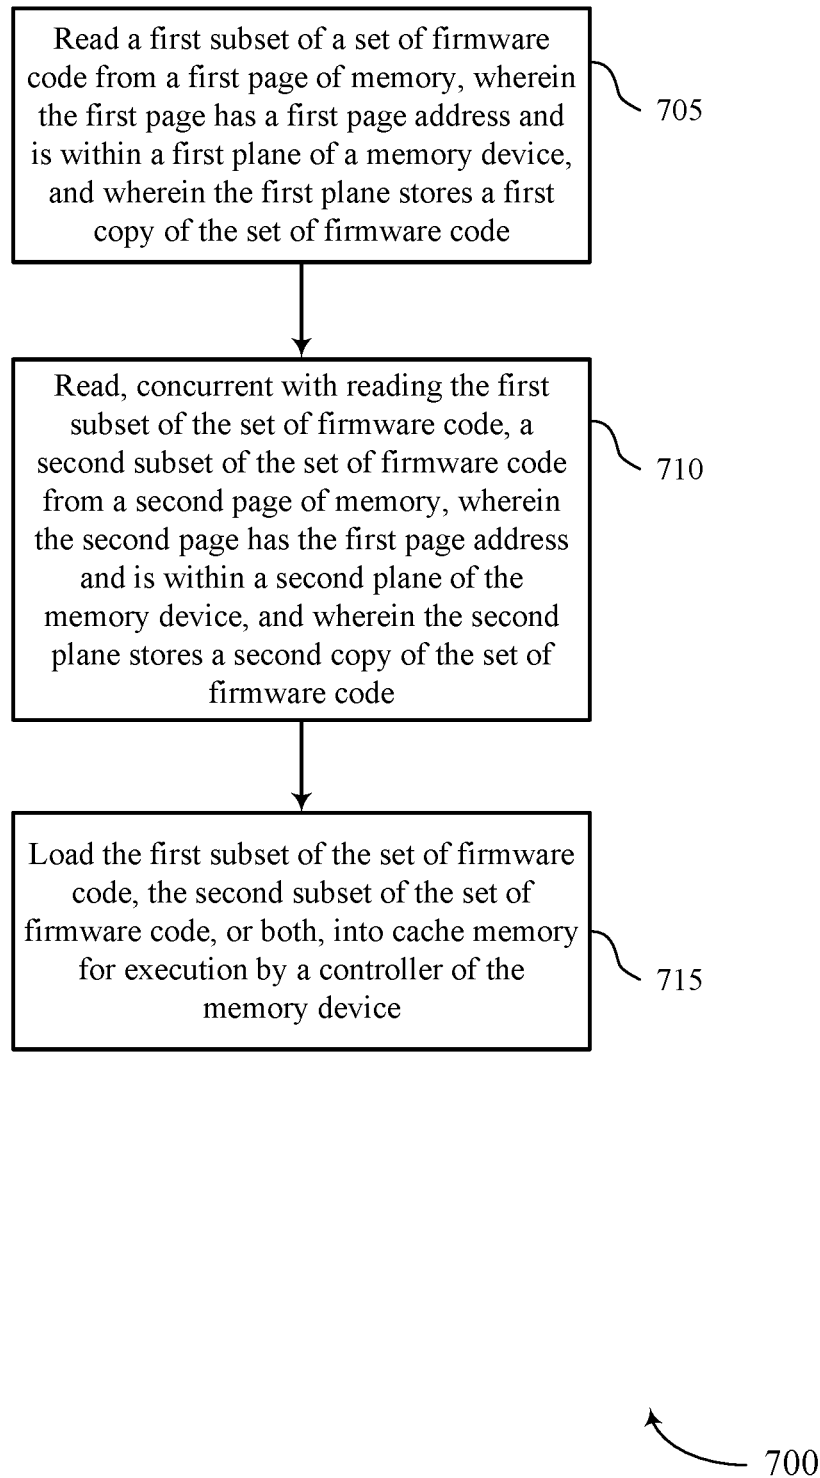 Read a first subset of a set of firmware
code from a first page of memory, wherein
the first page has a first page address and
is within a first plane of a memory device,
and wherein the first plane stores a first
copy of the set of firmware code
705
Read, concurrent with reading the first
subset of the set of firmware code, a
second subset of the set of firmware code
from a second page of memory, wherein
the second page has the first page address
and is within a second plane of the
memory device, and wherein the second
plane stores a second copy of the set of
firmware code
710
Load the first subset of the set of firmware
code, the second subset of the set of
firmware code, or both, into cache memory
for execution by a controller of the
memory device
715
700